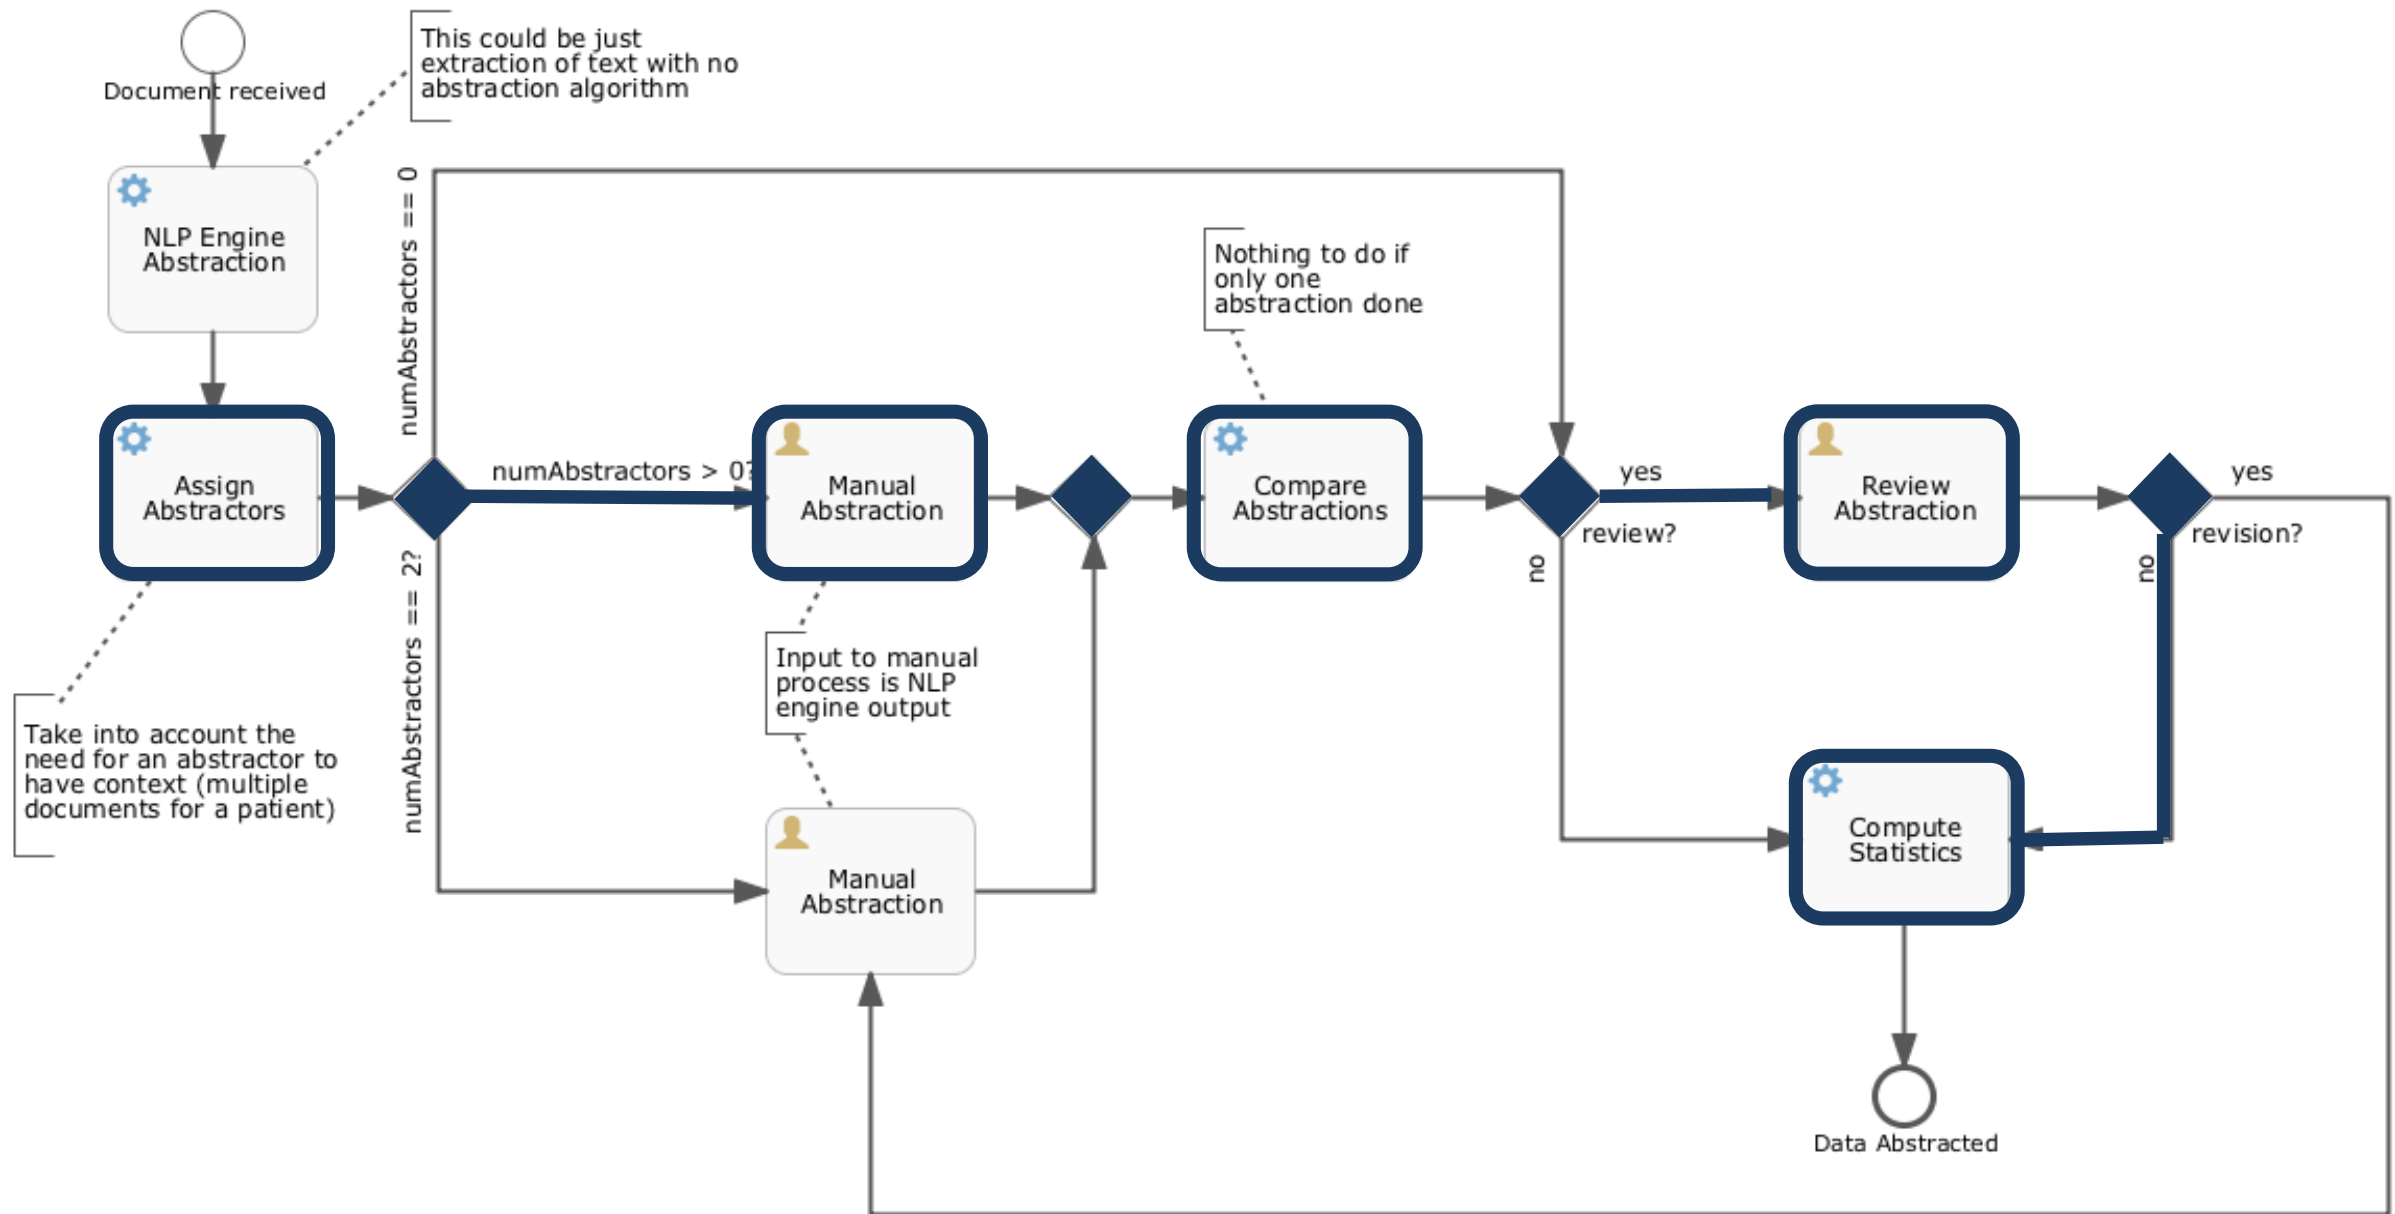 Document received
This could be just
extraction of text with no
abstraction algorithm
NLP Engine
Abstraction
numAbstractors == 0
Nothing to do if
only one
abstraction done
Assign
Abstractors
numAbstractors > 0?
Manual
Abstraction
Compare
Abstractions
yes
review?
no
Review
Abstraction
yes
revision?
no
numAbstractors == 2?
Input to manual
process is NLP
engine output
Take into account the
need for an abstractor to
have context (multiple
documents for a patient)
Manual
Abstraction
Compute
Statistics
Data Abstracted